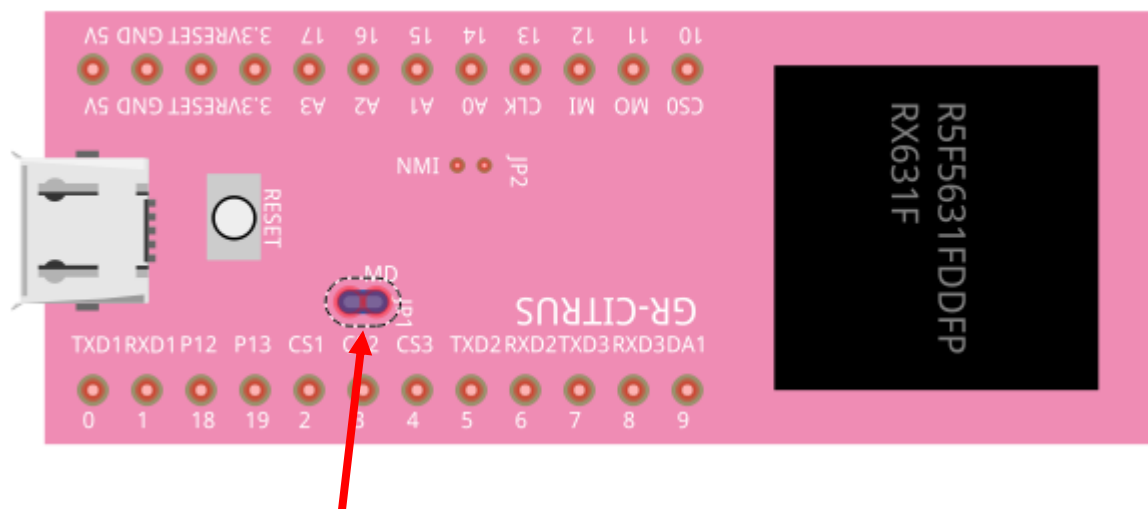 5V GND RESET 3.3V 17 16 15 14 13 12 11 10
5V GND RESET 3.3V A3 A2 A1 A0 CLK MI MO CS0
NMI
JP2
RESET
MD
JP1
GR-CITRUS
TXD1 RXD1 P12 P13 CS1 CS2 CS3 TXD2 RXD2 TXD3 RXD3 DA1
0 1 18 19 2 3 4 5 6 7 8 9
R5F5631FDDFP
RX631F